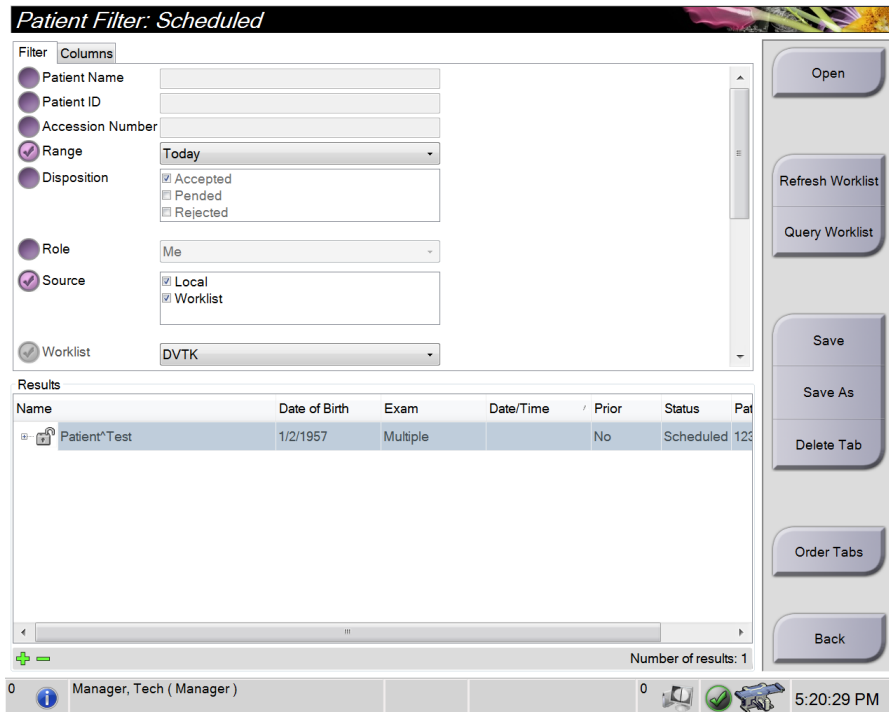 Patient Filter: Scheduled
Filter Columns
Patient Name
Patient ID
Accession Number
Range Today
Disposition Accepted
Pended
Rejected
Role Me
Source Local
Worklist
Worklist DVTK
Open
Refresh Worklist
Query Worklist
Save
Save As
Delete Tab
Order Tabs
Back
Results
Name Date of Birth Exam Date/Time Prior Status Pat
Patient^Test 1/2/1957 Multiple No Scheduled 123
Number of results: 1
0 Manager, Tech ( Manager ) 0 5:20:29 PM